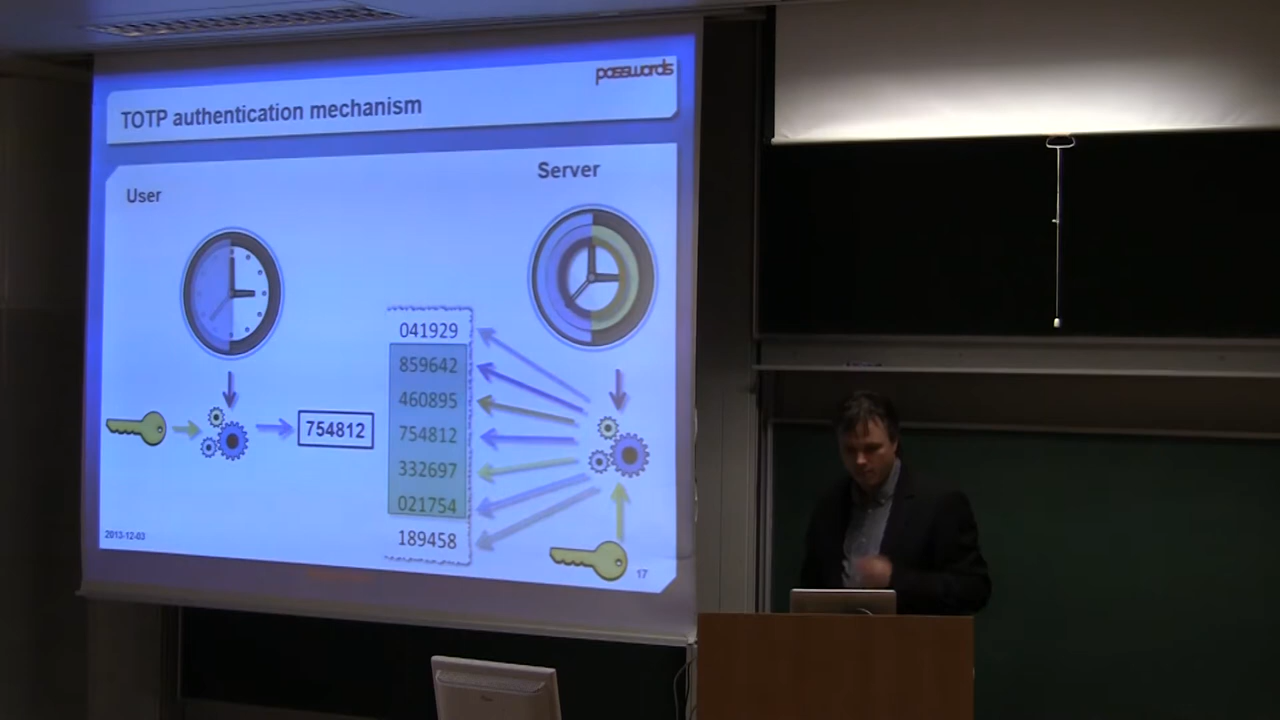 passwords
TOTP authentication mechanism
User
Server
041929
859642
460895
754812
754812
332697
021754
189458
2013-12-03
17